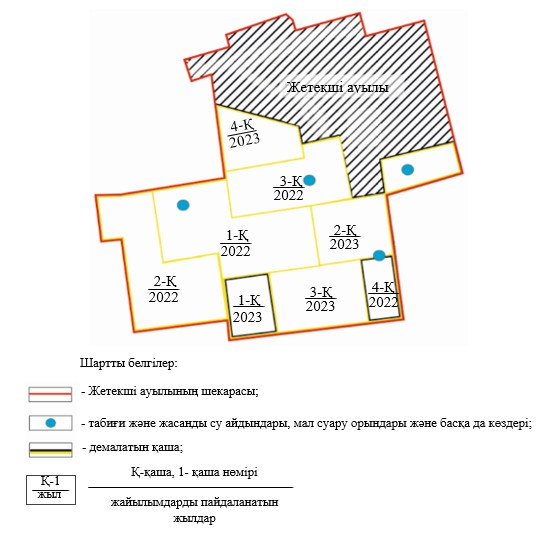 Жетекші ауылы
4-Қ
2023
3-Қ
2022
1-Қ
2022
2-Қ
2023
2-Қ
2022
1-Қ
2023
3-Қ
2023
4-Қ
2022
Шартты белгілер:
- Жетекші ауылының шекарасы;
- табиғи және жасанды су айдындары, мал суару орындары және басқа да көздері;
- демалатын қаша;
Қ-1
жыл
Қ-қаша, 1- қаша нөмірі
жайылымдарды пайдаланатын
жылдар